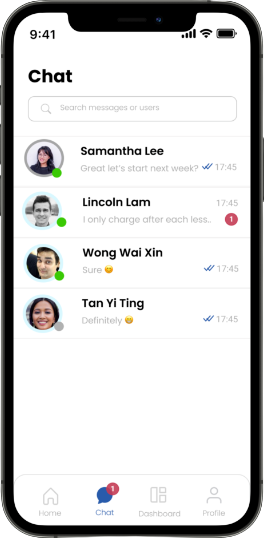 9:41
Chat
Search messages or users
Samantha Lee
Great let's start next week? 17:45
Lincoln Lam 17:45
I only charge after each less.. 1
Wong Wai Xin
Sure 😊 17:45
Tan Yi Ting
Definitely 😊 17:45
1
Home Chat Dashboard Profile